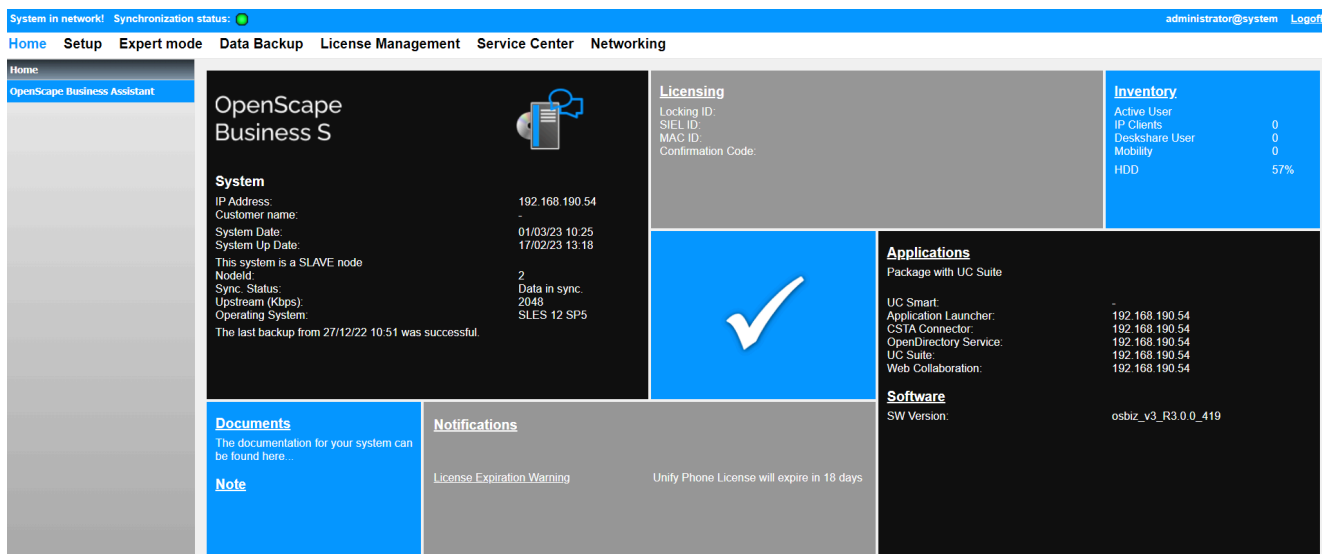 System in network! Synchronization status:
administrator@system Logoff
Home Setup Expert mode Data Backup License Management Service Center Networking
Home
OpenScape Business Assistant
OpenScape
Business S
System
IP Address: 192.168.190.54
Customer name: -
System Date: 01/03/23 10:25
System Up Date: 17/02/23 13:18
This system is a SLAVE node
NodeId: 2
Sync. Status: Data in sync.
Upstream (Kbps): 2048
Operating System: SLES 12 SP5
The last backup from 27/12/22 10:51 was successful.
Licensing
Locking ID:
SIEL ID:
MAC ID:
Confirmation Code:
Inventory
Active User
IP Clients 0
Deskshare User 0
Mobility 0
HDD 57%
Applications
Package with UC Suite
UC Smart: -
Application Launcher: 192.168.190.54
CSTA Connector: 192.168.190.54
OpenDirectory Service: 192.168.190.54
UC Suite: 192.168.190.54
Web Collaboration: 192.168.190.54
Software
SW Version: osbiz_v3_R3.0.0_419
Documents
The documentation for your system can
be found here...
Note
Notifications
License Expiration Warning Unify Phone License will expire in 18 days